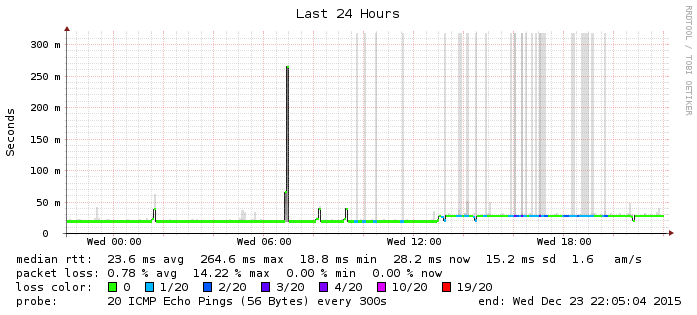 Last 24 Hours
RRDTOOL / TOBI OETIKER
Seconds
300 m
250 m
200 m
150 m
100 m
50 m
0
Wed 00:00 Wed 06:00 Wed 12:00 Wed 18:00
median rtt: 23.6 ms avg 264.6 ms max 18.8 ms min 28.2 ms now 15.2 ms sd 1.6 am/s
packet loss: 0.78 % avg 14.22 % max 0.00 % min 0.00 % now
loss color: 0 1/20 2/20 3/20 4/20 10/20 19/20
probe: 20 ICMP Echo Pings (56 Bytes) every 300s end: Wed Dec 23 22:05:04 2015